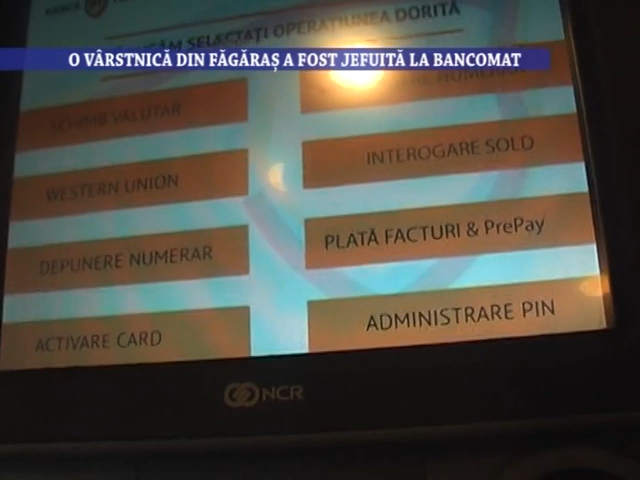 SELECTAȚI OPERAȚIUNEA DORITĂ
O VÂRSTNICĂ DIN FĂGĂRAȘ A FOST JEFUITĂ LA BANCOMAT
SCHIMB VALUTAR
NUMERAR
WESTERN UNION
INTEROGARE SOLD
DEPUNERE NUMERAR
PLATĂ FACTURI & PrePay
ACTIVARE CARD
ADMINISTRARE PIN
NCR